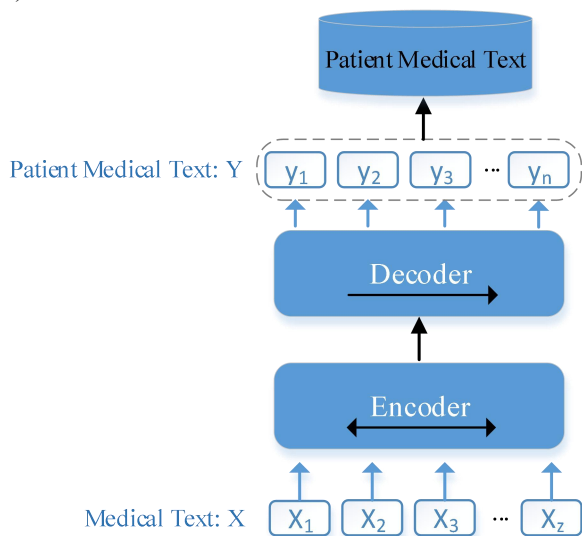 Patient Medical Text
Patient Medical Text: Y
y1 y2 y3 ... yn
Decoder
Encoder
Medical Text: X
X1 X2 X3 ... Xz